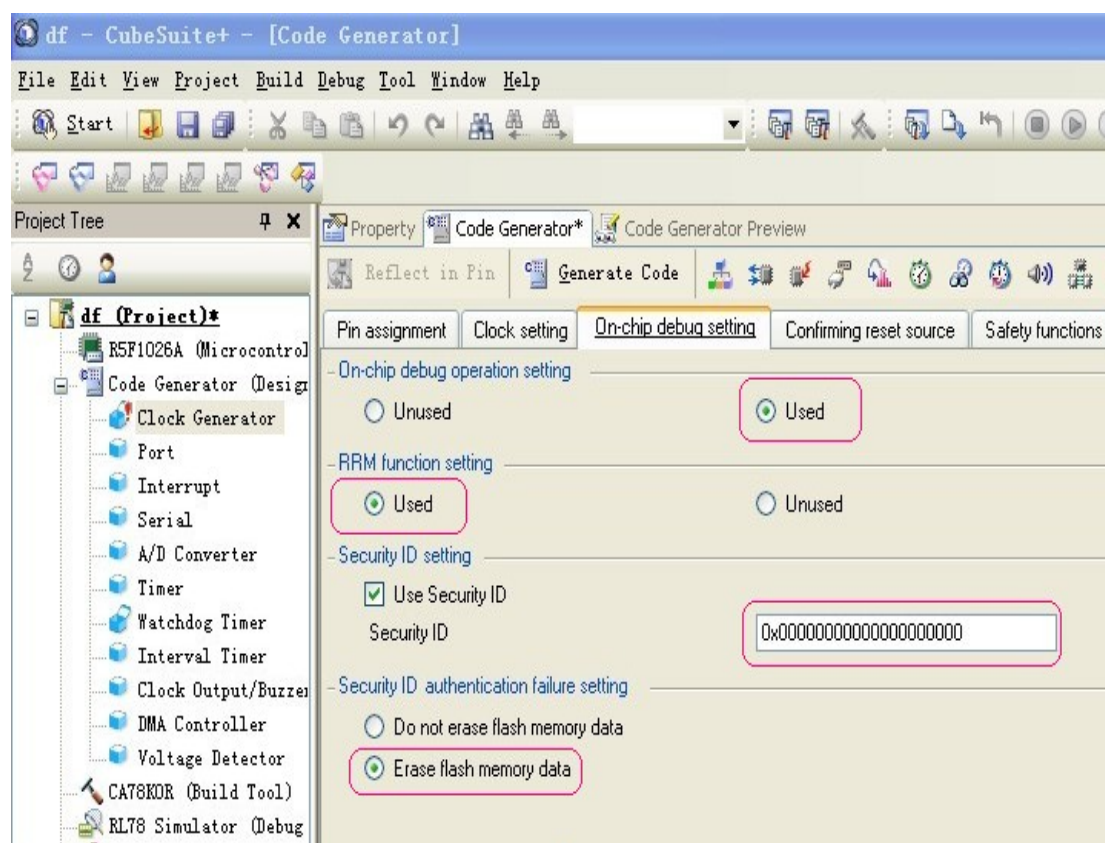 df - CubeSuite+ - [Code Generator]
File Edit View Project Build Debug Tool Window Help
Start
Project Tree
Property Code Generator* Code Generator Preview
Reflect in Pin Generate Code
df (Project)*
R5F1026A (Microcontrol
Code Generator (Design
Clock Generator
Port
Interrupt
Serial
A/D Converter
Timer
Watchdog Timer
Interval Timer
Clock Output/Buzzer
DMA Controller
Voltage Detector
CA78K0R (Build Tool)
RL78 Simulator (Debug
Pin assignment Clock setting On-chip debug setting Confirming reset source Safety functions
On-chip debug operation setting
Unused Used
RRM function setting
Used Unused
Security ID setting
Use Security ID
Security ID 0x00000000000000000000
Security ID authentication failure setting
Do not erase flash memory data
Erase flash memory data